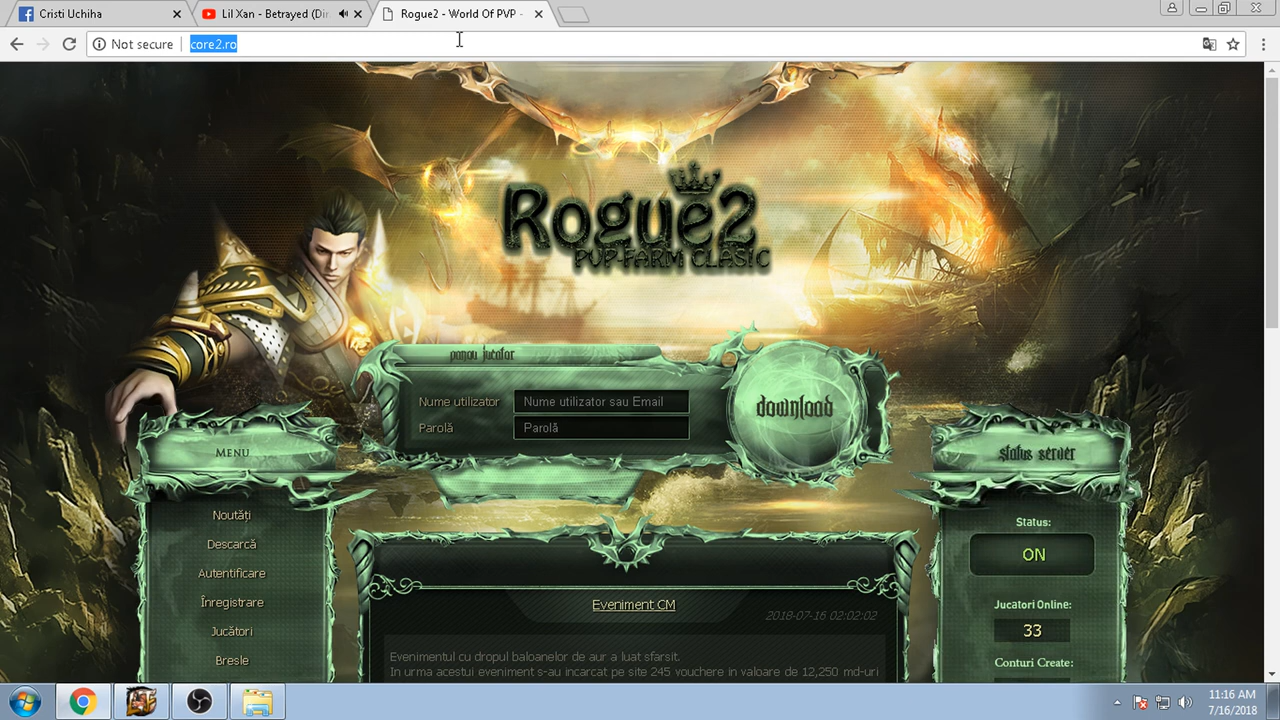 Cristi Uchiha
Lil Xan - Betrayed (Dir
Rogue2 - World Of PVP -
Not secure
core2.ro
Rogue2
PVP-FARM CLASIC
panou jucator
Nume utilizator
Nume utilizator sau Email
Parolă
Parolă
download
MENU
status server
Noutăți
Descarcă
Autentificare
Înregistrare
Jucători
Bresle
Eveniment CM
2018-07-16 02:02:02
Evenimentul cu dropul baloanelor de aur a luat sfarsit.
In urma acestui eveniment s-au incarcat pe site 245 vouchere in valoare de 12,250 md-uri
Status:
ON
Jucatori Online:
33
Conturi Create:
11:16 AM
7/16/2018